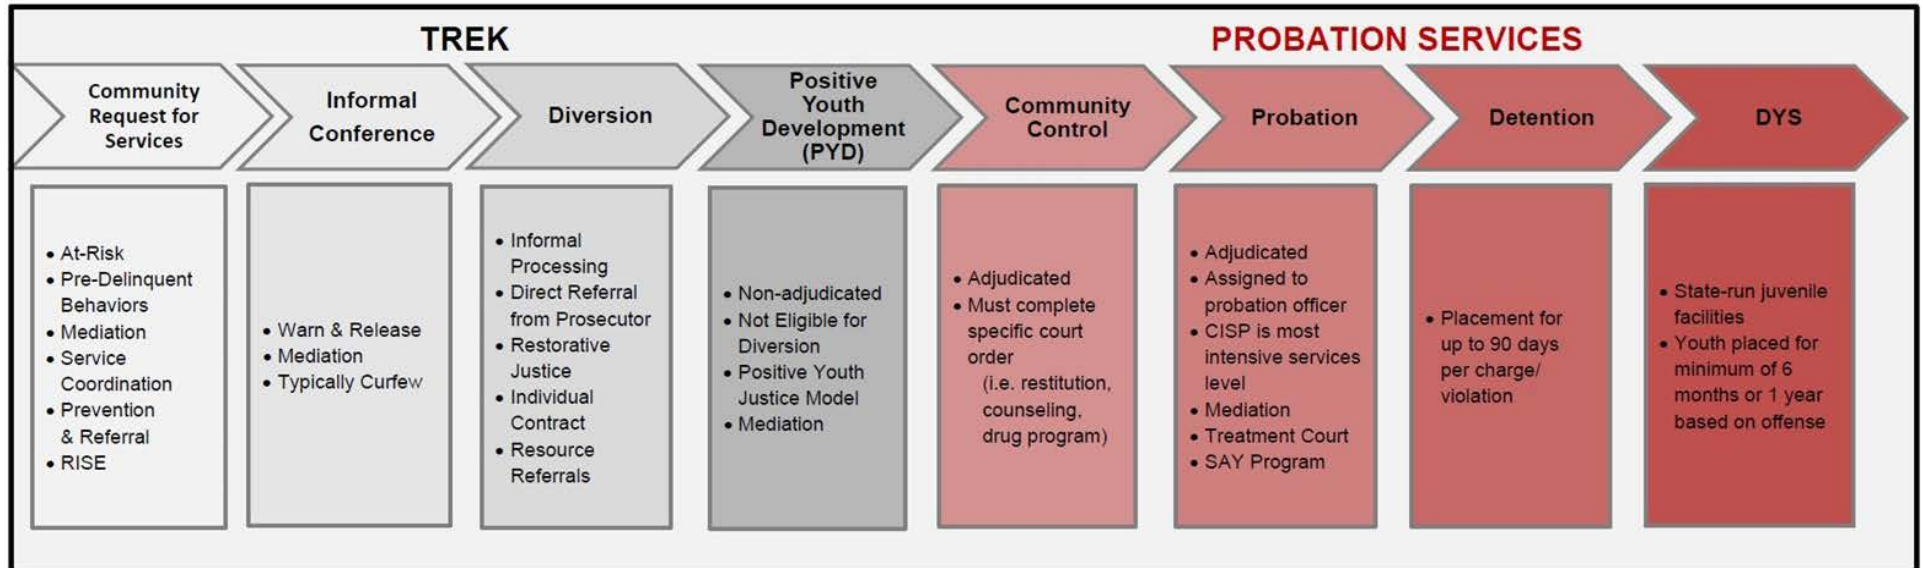 TREK
PROBATION SERVICES
Community
Request for
Services
Informal
Conference
Diversion
Positive
Youth
Development
(PYD)
Community
Control
Probation
Detention
DYS
• At-Risk
• Pre-Delinquent
Behaviors
• Mediation
• Service
Coordination
• Prevention
& Referral
• RISE
• Warn & Release
• Mediation
• Typically Curfew
• Informal
Processing
• Direct Referral
from Prosecutor
• Restorative
Justice
• Individual
Contract
• Resource
Referrals
• Non-adjudicated
• Not Eligible for
Diversion
• Positive Youth
Justice Model
• Mediation
• Adjudicated
• Must complete
specific court
order
(i.e. restitution,
counseling,
drug program)
• Adjudicated
• Assigned to
probation officer
• CISP is most
intensive services
level
• Mediation
• Treatment Court
• SAY Program
• Placement for
up to 90 days
per charge/
violation
• State-run juvenile
facilities
• Youth placed for
minimum of 6
months or 1 year
based on offense